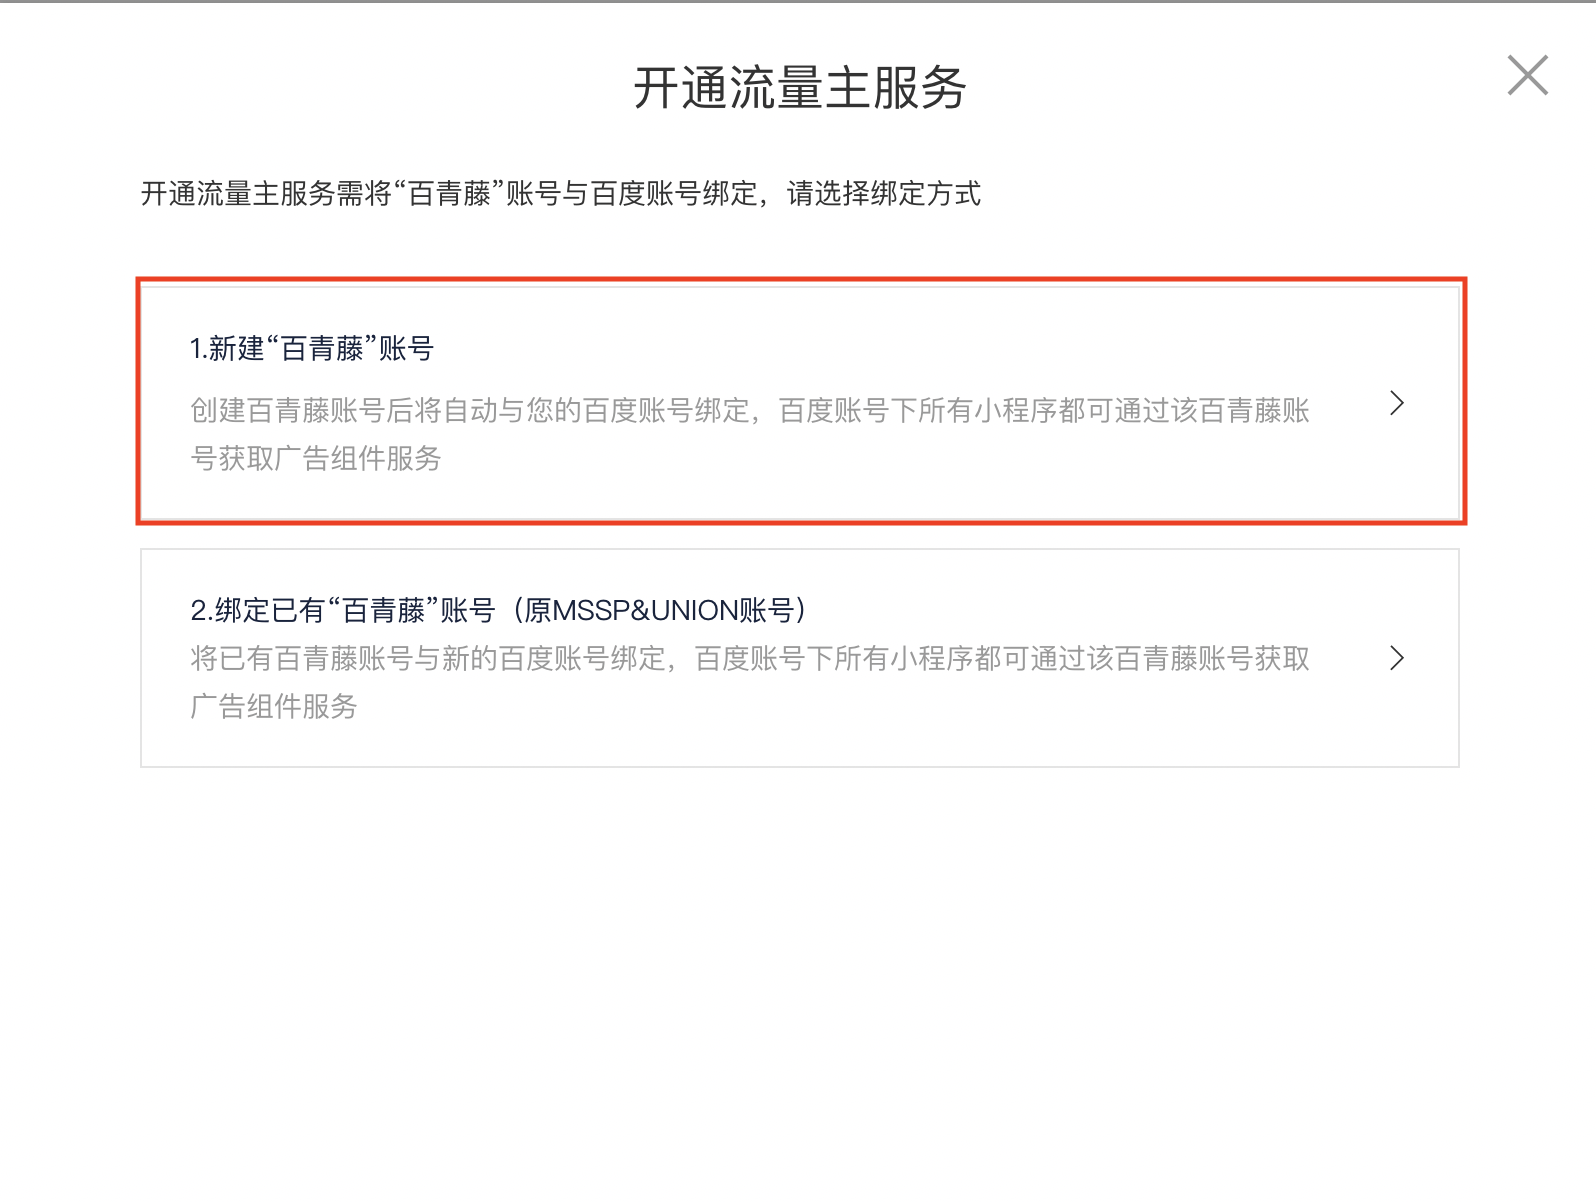 开通流量主服务
开通流量主服务需将“百青藤”账号与百度账号绑定，请选择绑定方式
1.新建“百青藤”账号
创建百青藤账号后将自动与您的百度账号绑定，百度账号下所有小程序都可通过该百青藤账
号获取广告组件服务
2.绑定已有“百青藤”账号（原MSSP&UNION账号）
将已有百青藤账号与新的百度账号绑定，百度账号下所有小程序都可通过该百青藤账号获取
广告组件服务